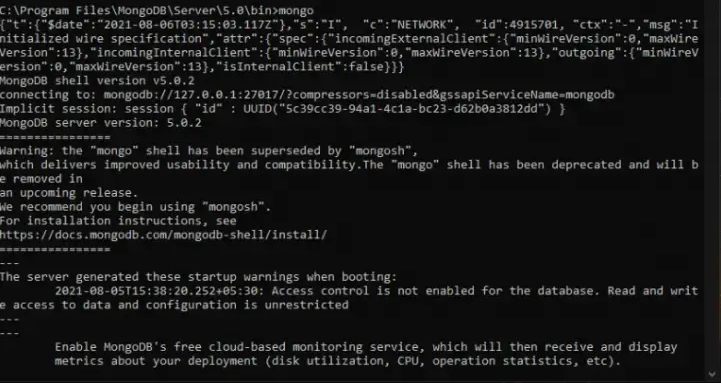 C:\Program Files\MongoDB\Server\5.0\bin>mongo
{"t":{"$date":"2021-08-06T03:15:03.117Z"},"s":"I",  "c":"NETWORK",  "id":4915701, "ctx":"-","msg":"I
nitialized wire specification","attr":{"spec":{"incomingExternalClient":{"minWireVersion":0,"maxWire
Version":13},"incomingInternalClient":{"minWireVersion":0,"maxWireVersion":13},"outgoing":{"minWireV
ersion":0,"maxWireVersion":13},"isInternalClient":false}}}
MongoDB shell version v5.0.2
connecting to: mongodb://127.0.0.1:27017/?compressors=disabled&gssapiServiceName=mongodb
Implicit session: session { "id" : UUID("5c39cc39-94a1-4c1a-bc23-d62b0a3812dd") }
MongoDB server version: 5.0.2
================
Warning: the "mongo" shell has been superseded by "mongosh",
which delivers improved usability and compatibility.The "mongo" shell has been deprecated and will b
e removed in
an upcoming release.
We recommend you begin using "mongosh".
For installation instructions, see
https://docs.mongodb.com/mongodb-shell/install/
================
---
The server generated these startup warnings when booting:
        2021-08-05T15:38:20.252+05:30: Access control is not enabled for the database. Read and writ
e access to data and configuration is unrestricted
---
---
        Enable MongoDB's free cloud-based monitoring service, which will then receive and display
        metrics about your deployment (disk utilization, CPU, operation statistics, etc).